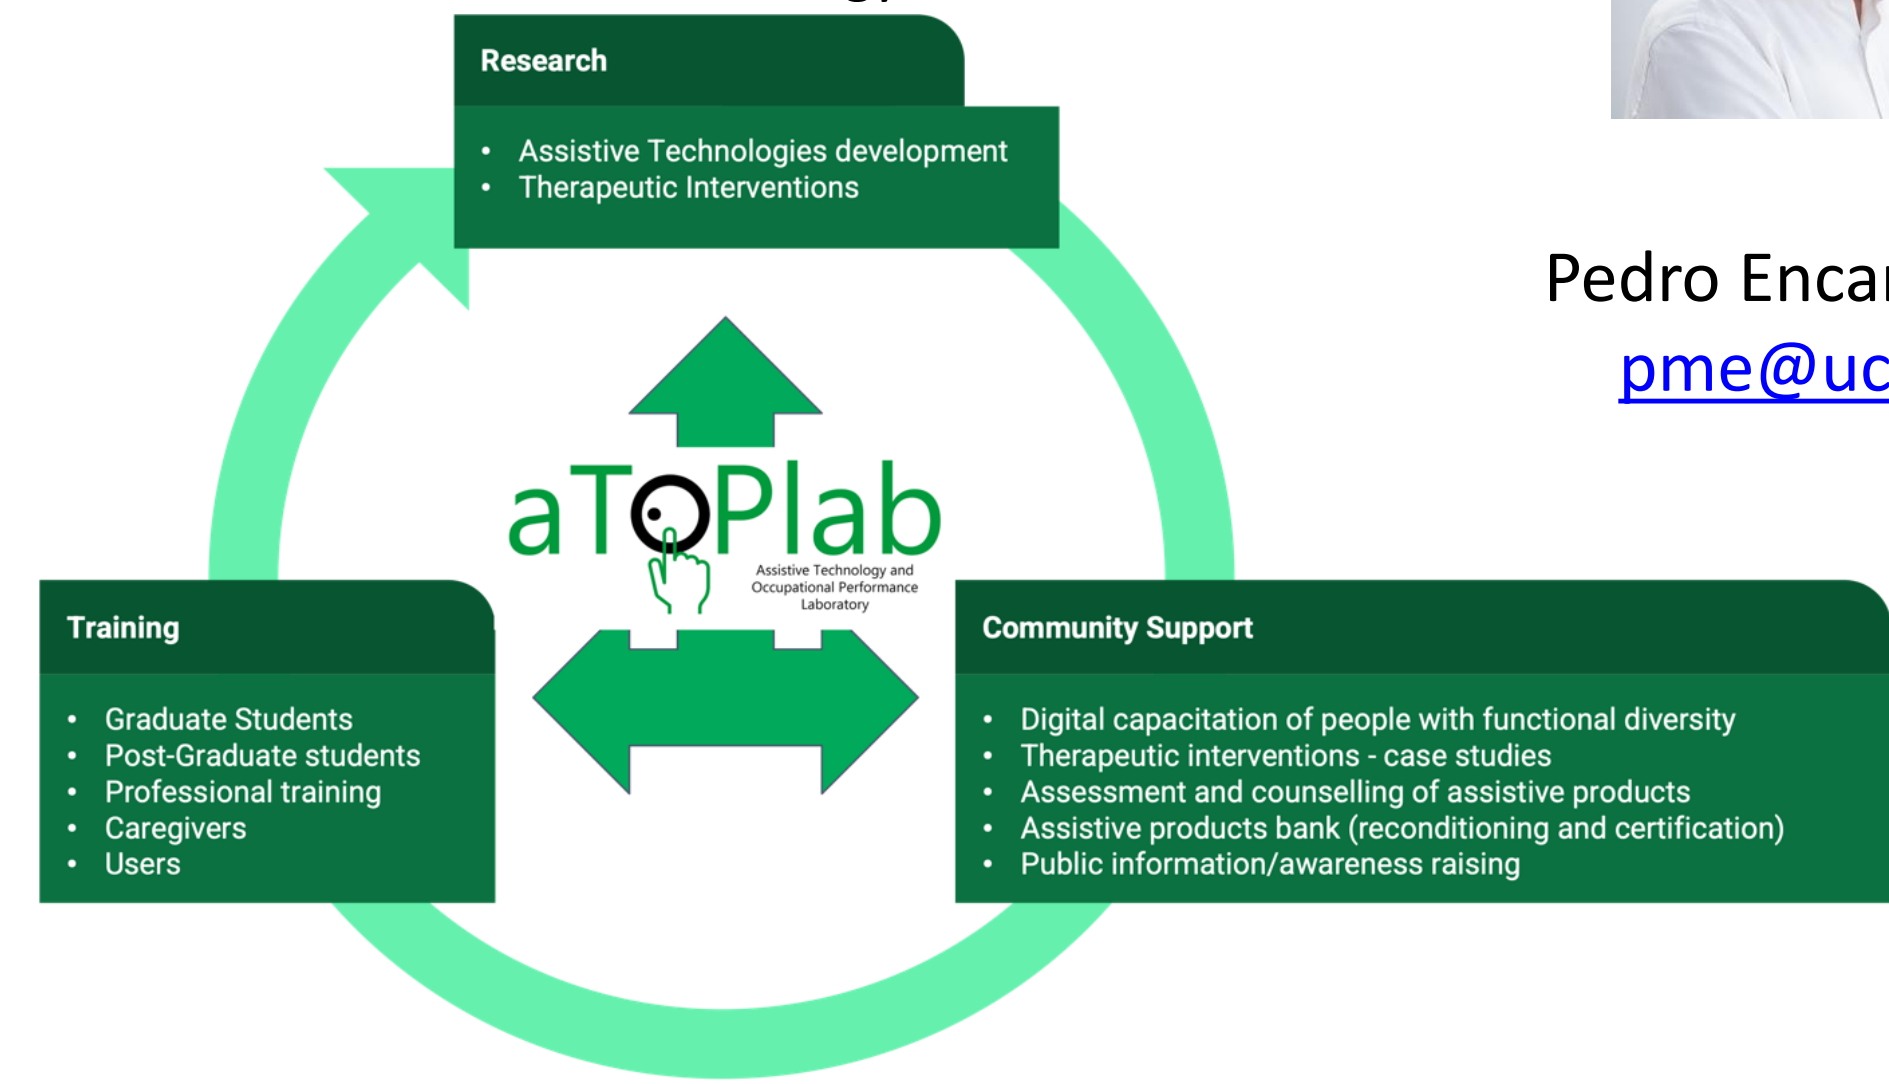 Research
• Assistive Technologies development
• Therapeutic Interventions
Pedro
aToPlab
Assistive Technology and
Occupational Performance
Laboratory
Training
• Graduate Students
• Post-Graduate students
• Professional training
• Caregivers
• Users
Community Support
• Digital capacitation of people with functional diversity
• Therapeutic interventions - case studies
• Assessment and counselling of assistive products
• Assistive products bank (reconditioning and certification)
• Public information/awareness raising